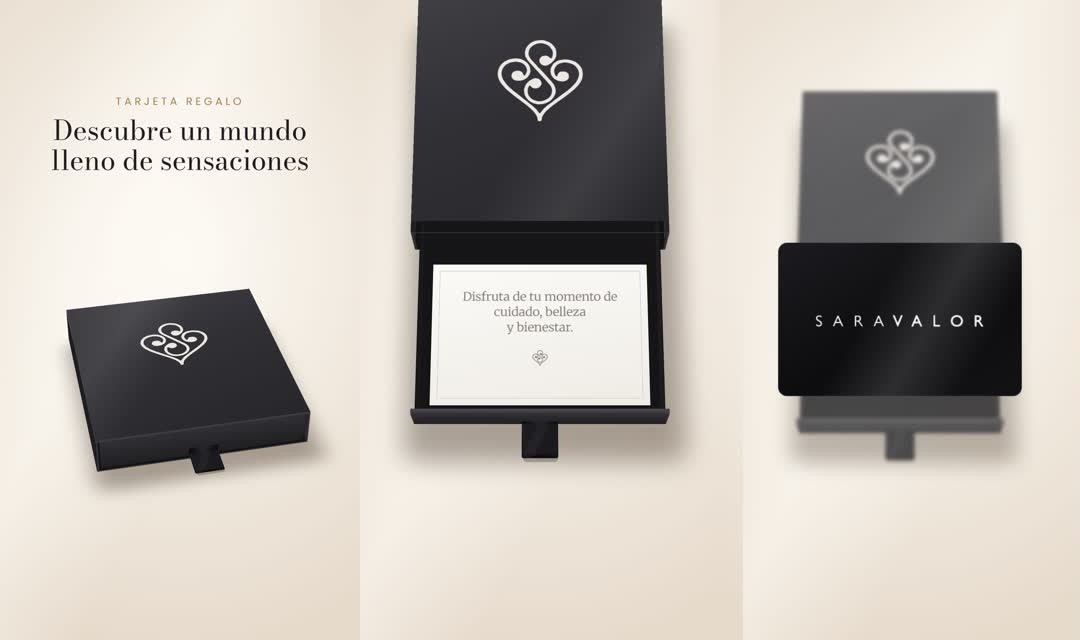 TARJETA REGALO
Descubre un mundo
lleno de sensaciones
Disfruta de tu momento de
cuidado, belleza
y bienestar.
SARAVALOR